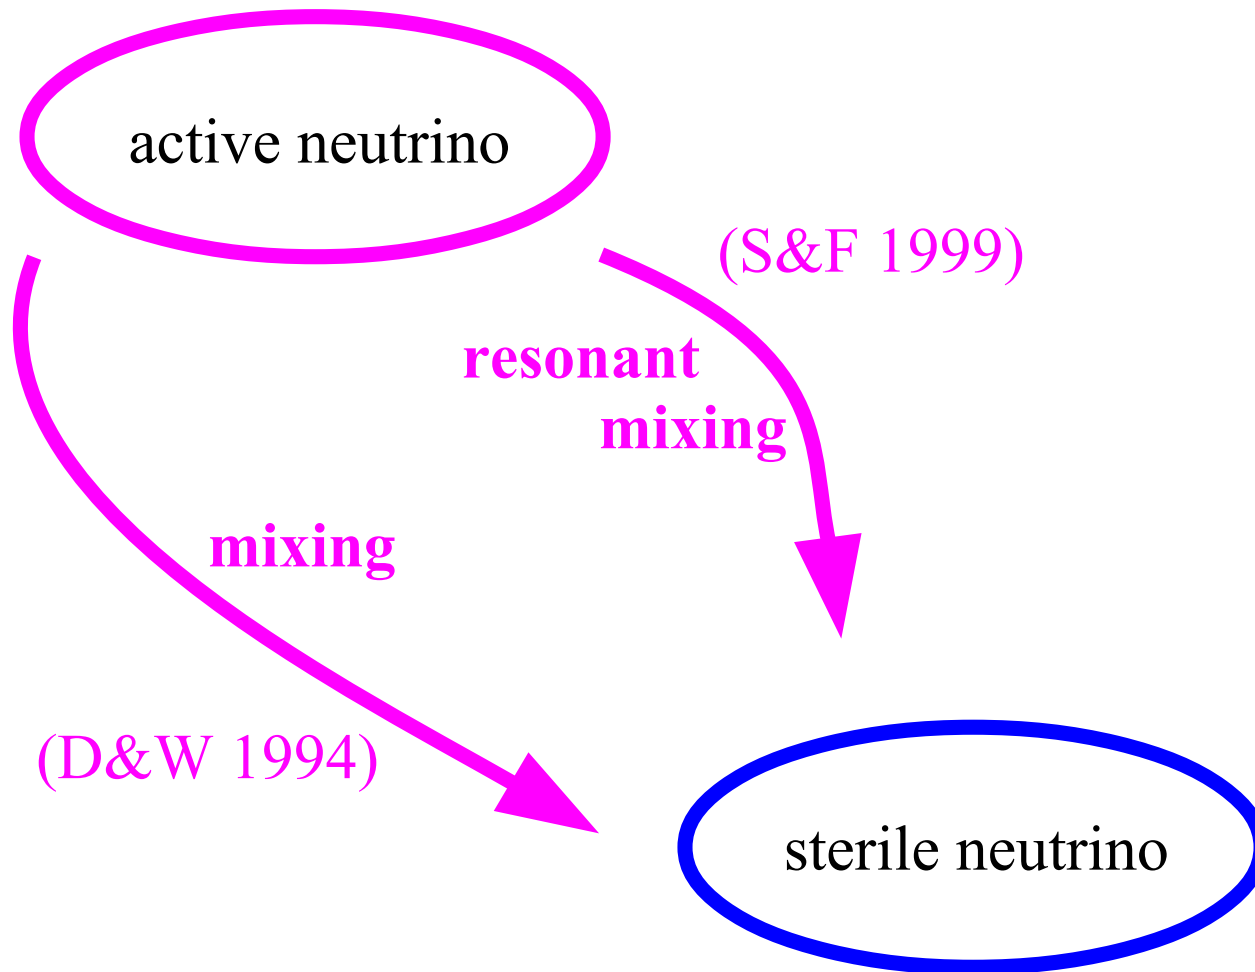 active neutrino
(S&F 1999)
resonant
mixing
mixing
(D&W 1994)
sterile neutrino